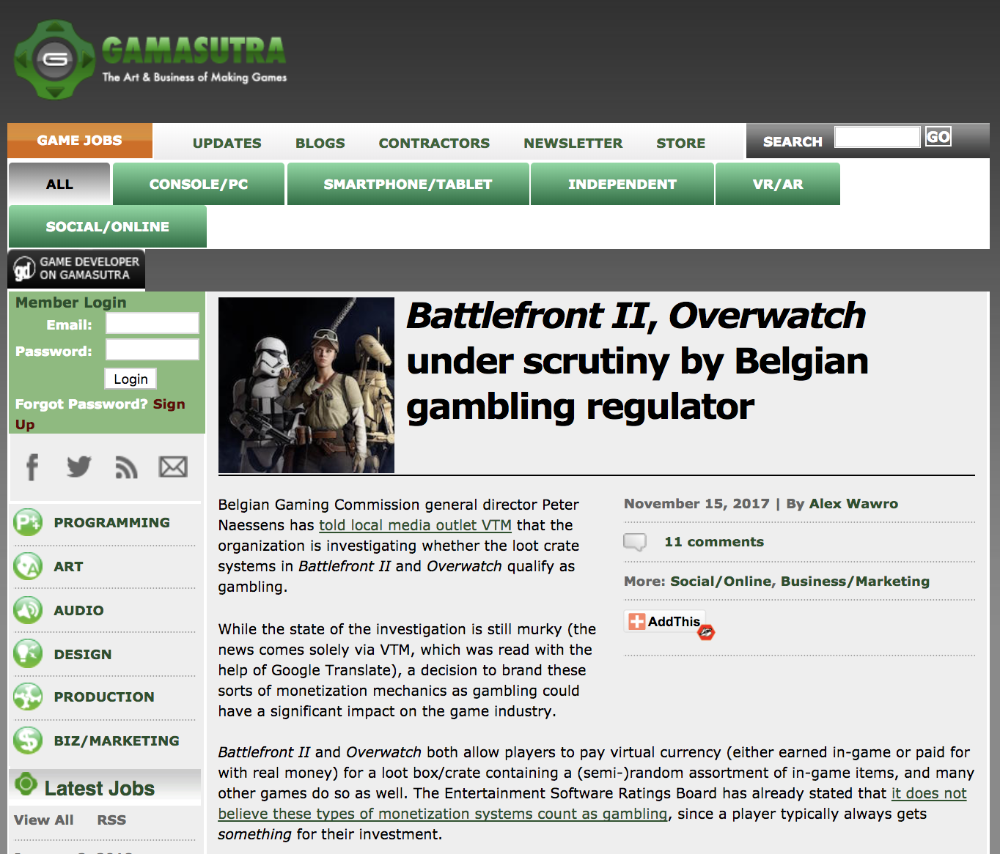 GAMASUTRA
The Art & Business of Making Games
GAME JOBS
UPDATES
BLOGS
CONTRACTORS
NEWSLETTER
STORE
SEARCH
GO
ALL
CONSOLE/PC
SMARTPHONE/TABLET
INDEPENDENT
VR/AR
SOCIAL/ONLINE
gd GAME DEVELOPER
ON GAMASUTRA
Member Login
Email:
Password:
Login
Forgot Password? Sign
Up
PROGRAMMING
ART
AUDIO
DESIGN
PRODUCTION
BIZ/MARKETING
Latest Jobs
View All
RSS
Battlefront II, Overwatch
under scrutiny by Belgian
gambling regulator
November 15, 2017 | By Alex Wawro
11 comments
More: Social/Online, Business/Marketing
AddThis
Belgian Gaming Commission general director Peter
Naessens has told local media outlet VTM that the
organization is investigating whether the loot crate
systems in Battlefront II and Overwatch qualify as
gambling.
While the state of the investigation is still murky (the
news comes solely via VTM, which was read with the
help of Google Translate), a decision to brand these
sorts of monetization mechanics as gambling could
have a significant impact on the game industry.
Battlefront II and Overwatch both allow players to pay virtual currency (either earned in-game or paid for
with real money) for a loot box/crate containing a (semi-)random assortment of in-game items, and many
other games do so as well. The Entertainment Software Ratings Board has already stated that it does not
believe these types of monetization systems count as gambling, since a player typically always gets
something for their investment.